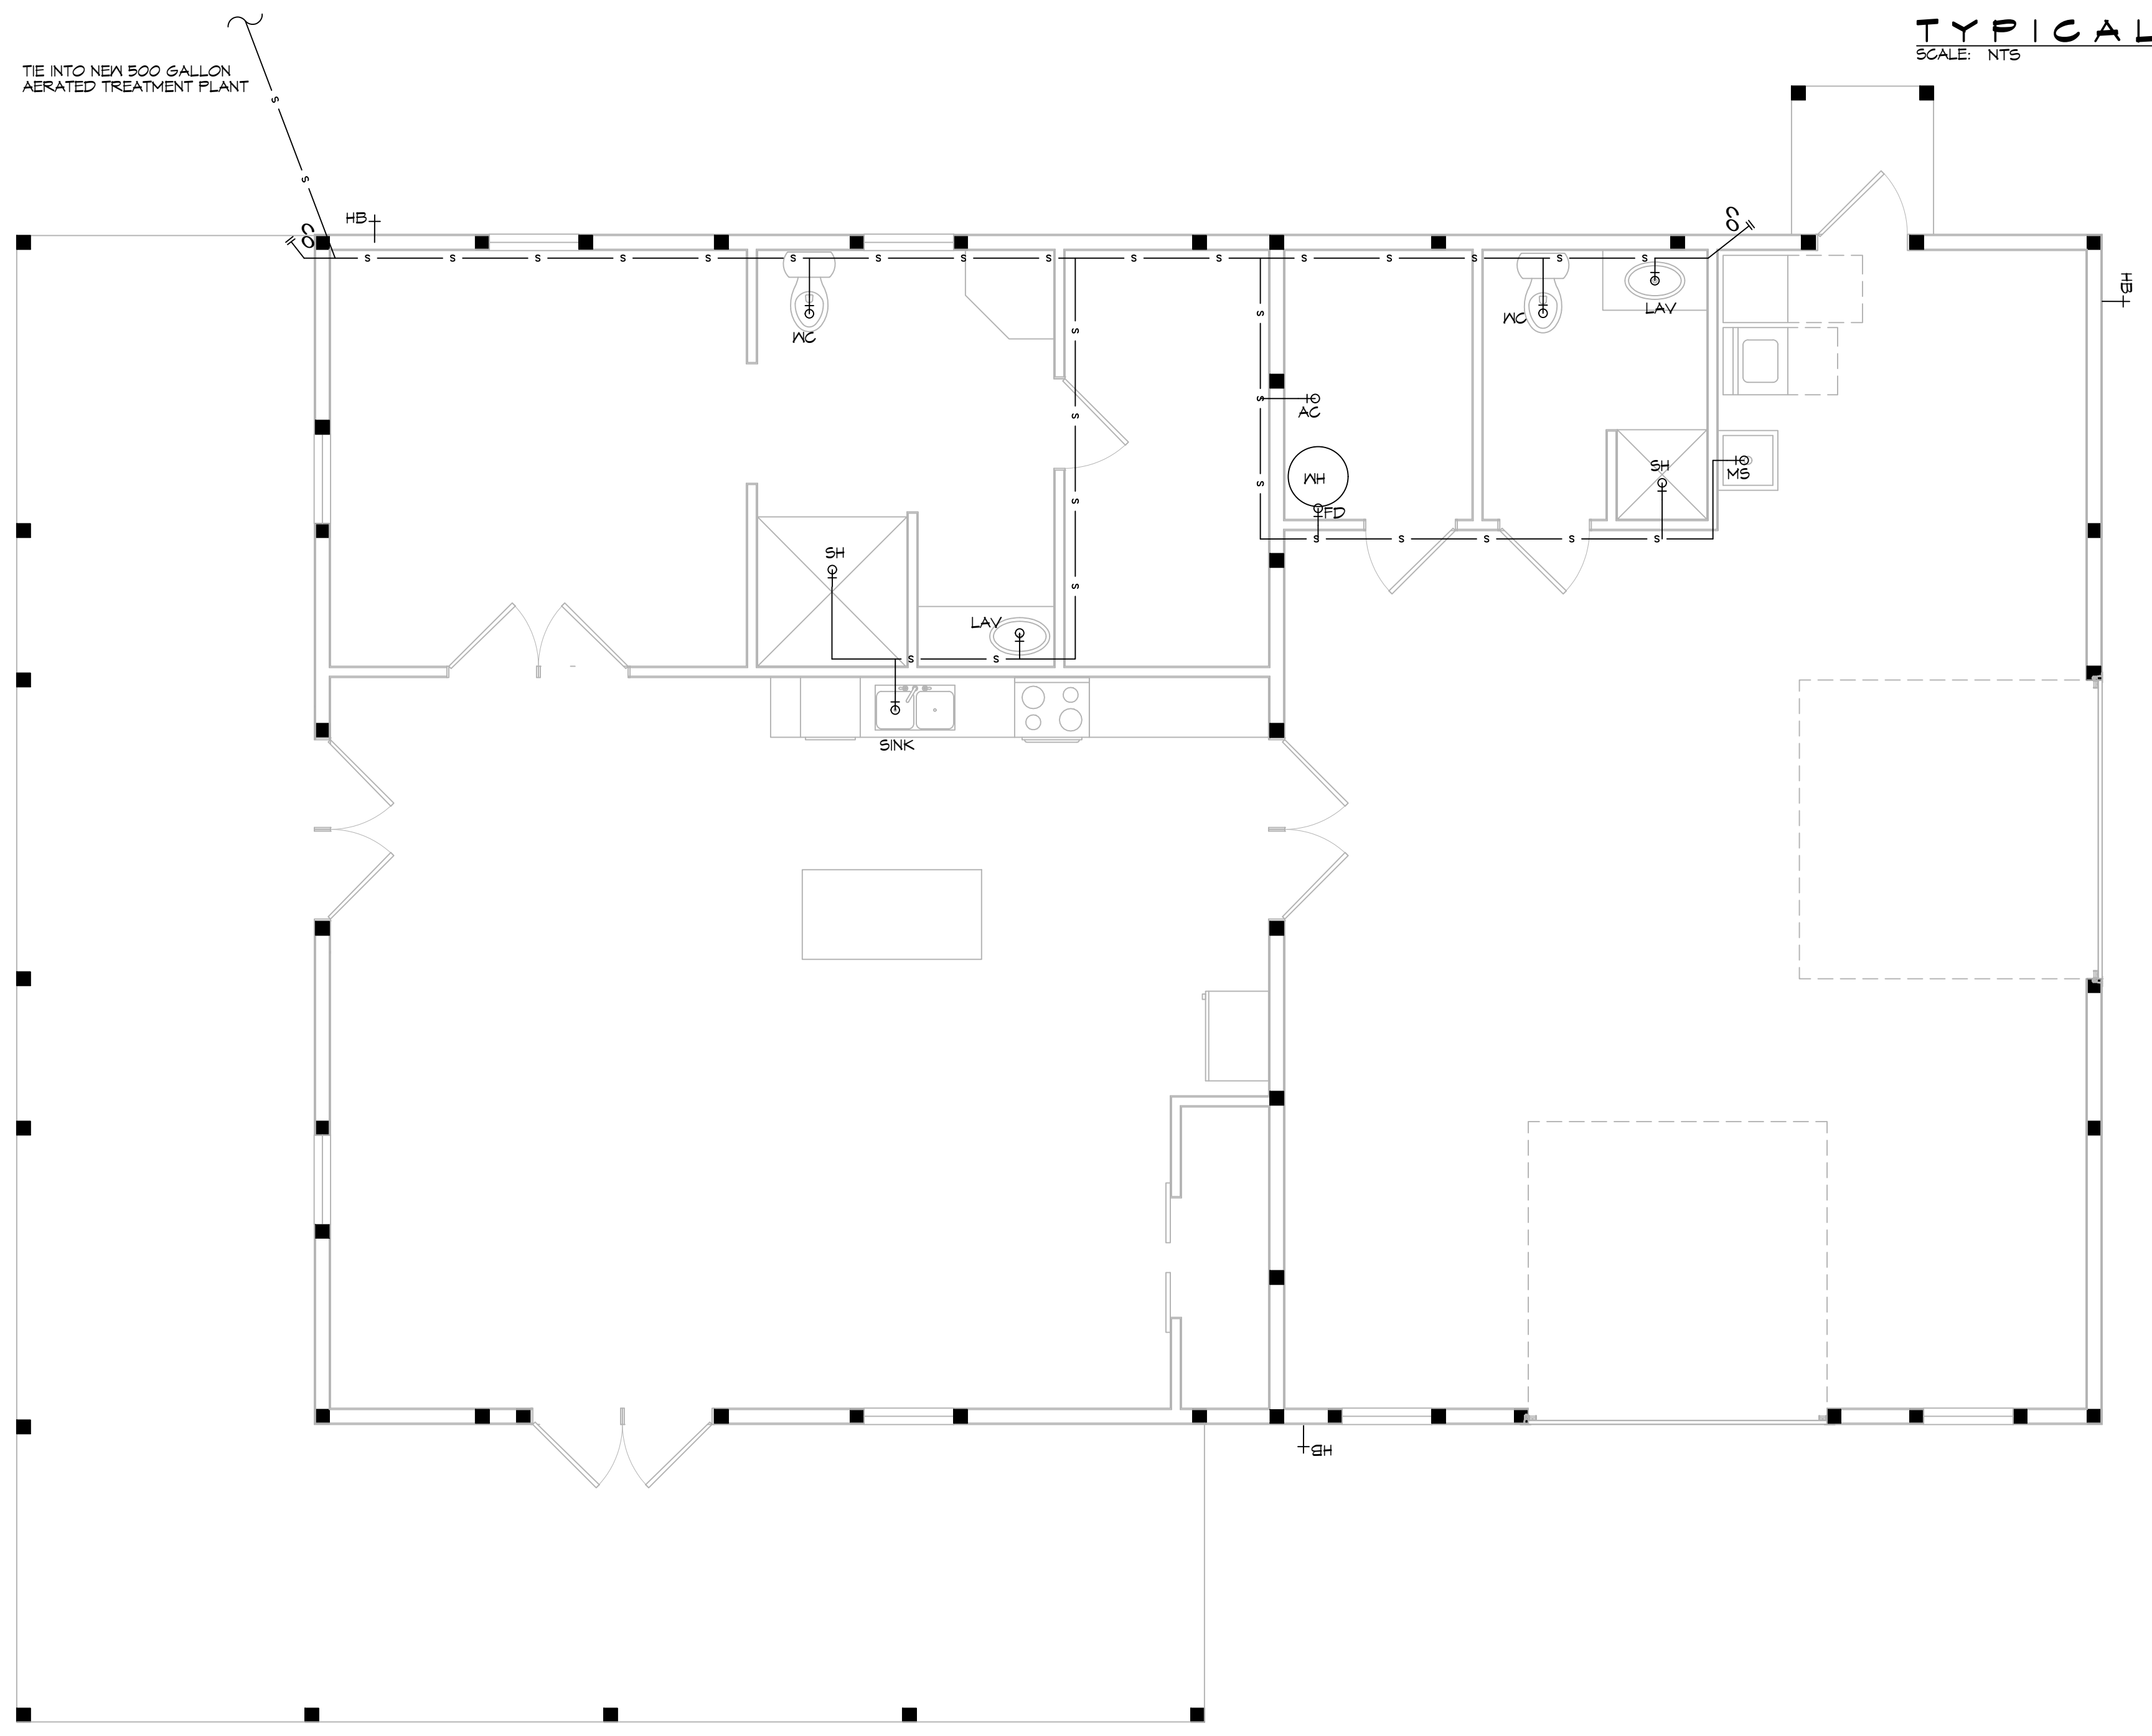 TYPICAL
SCALE: NTS
TIE INTO NEW 500 GALLON
AERATED TREATMENT PLANT
S
S
CO
HB
CO
S S S S S S S S S S S S S S S S
HB
WC
WC
LAV
S
S
S
S
AC
S
SH
MS
WH
S
S
FD
S S S S S
SH
S
LAV
S S
SINK
HB